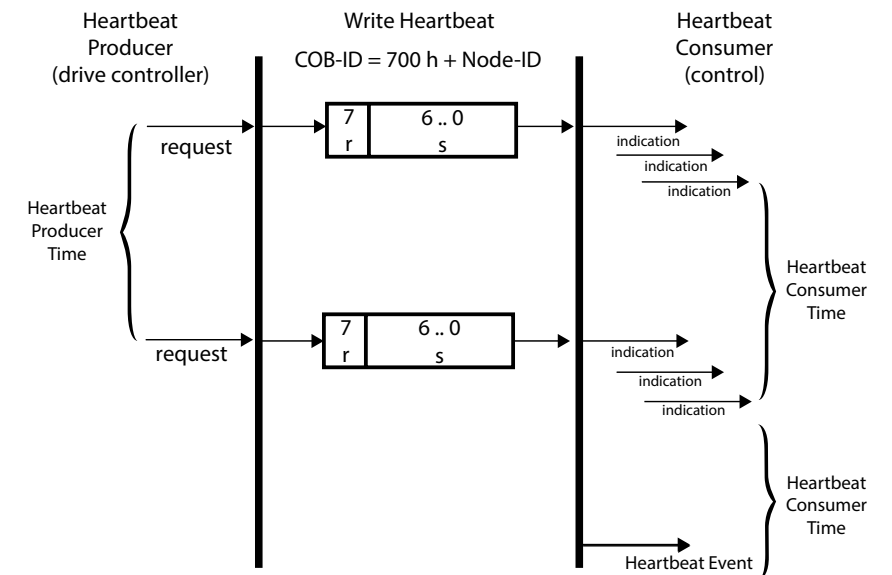 Heartbeat
Producer
(drive controller)
Write Heartbeat
COB-ID = 700 h + Node-ID
Heartbeat
Consumer
(control)
request
7
6 .. 0
r
s
indication
indication
indication
Heartbeat
Producer
Time
Heartbeat
Consumer
Time
request
7
6 .. 0
r
s
indication
indication
indication
Heartbeat
Consumer
Time
Heartbeat Event